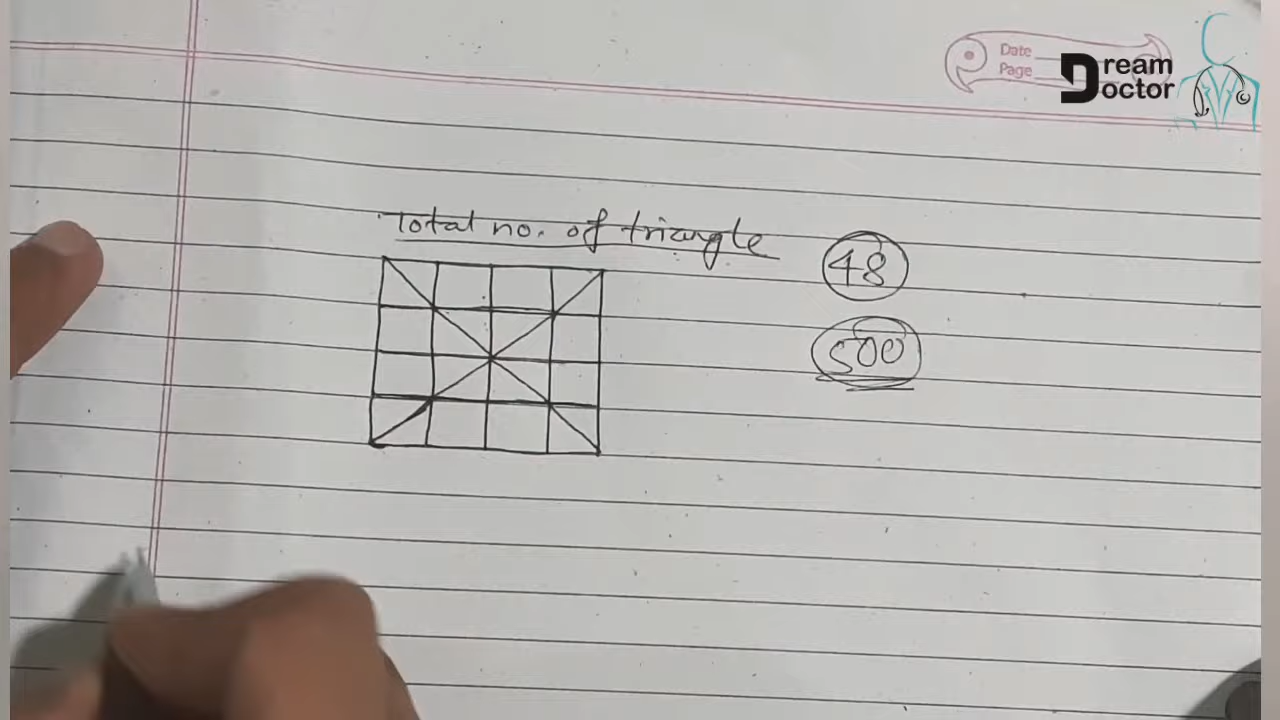 Date
Page
Dream
Doctor
Total no. of triangle
48
500